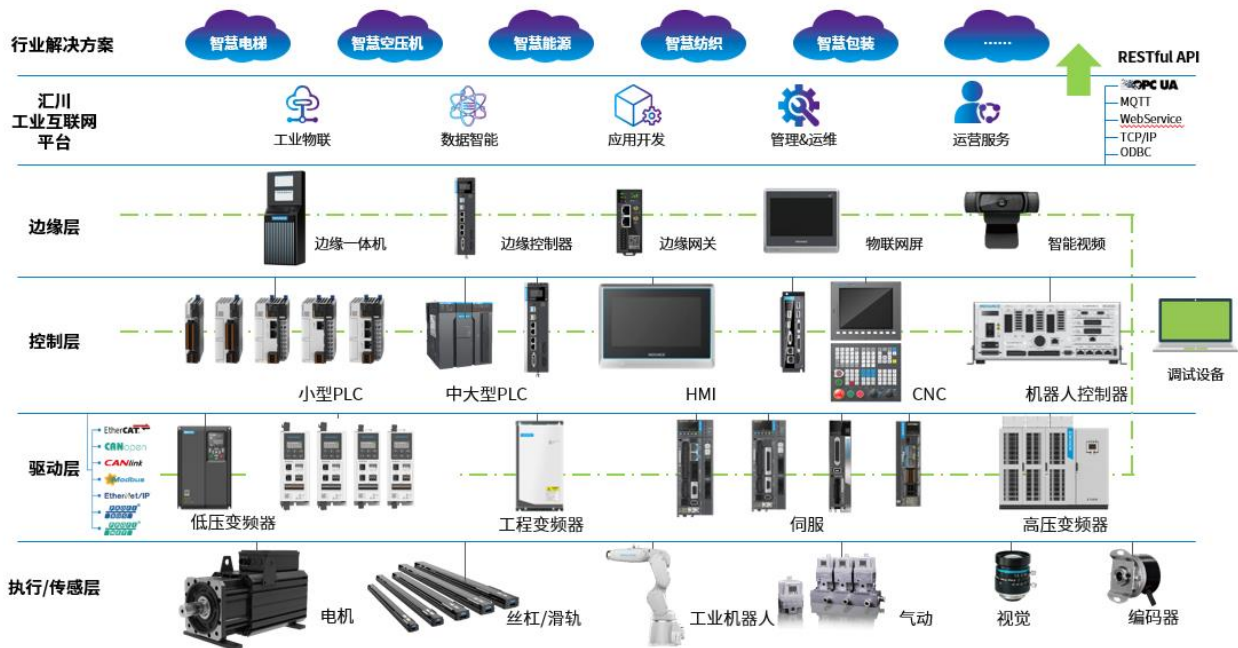 行业解决方案
智慧电梯
智慧空压机
智慧能源
智慧纺织
智慧包装
······
RESTful API
汇川
工业互联网
平台
工业物联
数据智能
应用开发
管理&运维
运营服务
OPC UA
MQTT
WebService
TCP/IP
ODBC
边缘层
边缘一体机
边缘控制器
边缘网关
物联网屏
智能视频
控制层
小型PLC
中大型PLC
HMI
CNC
机器人控制器
调试设备
驱动层
EtherCAT
CANopen
CANlink
Modbus
EtherNet/IP
低压变频器
工程变频器
伺服
高压变频器
执行/传感层
电机
丝杠/滑轨
工业机器人
气动
视觉
编码器